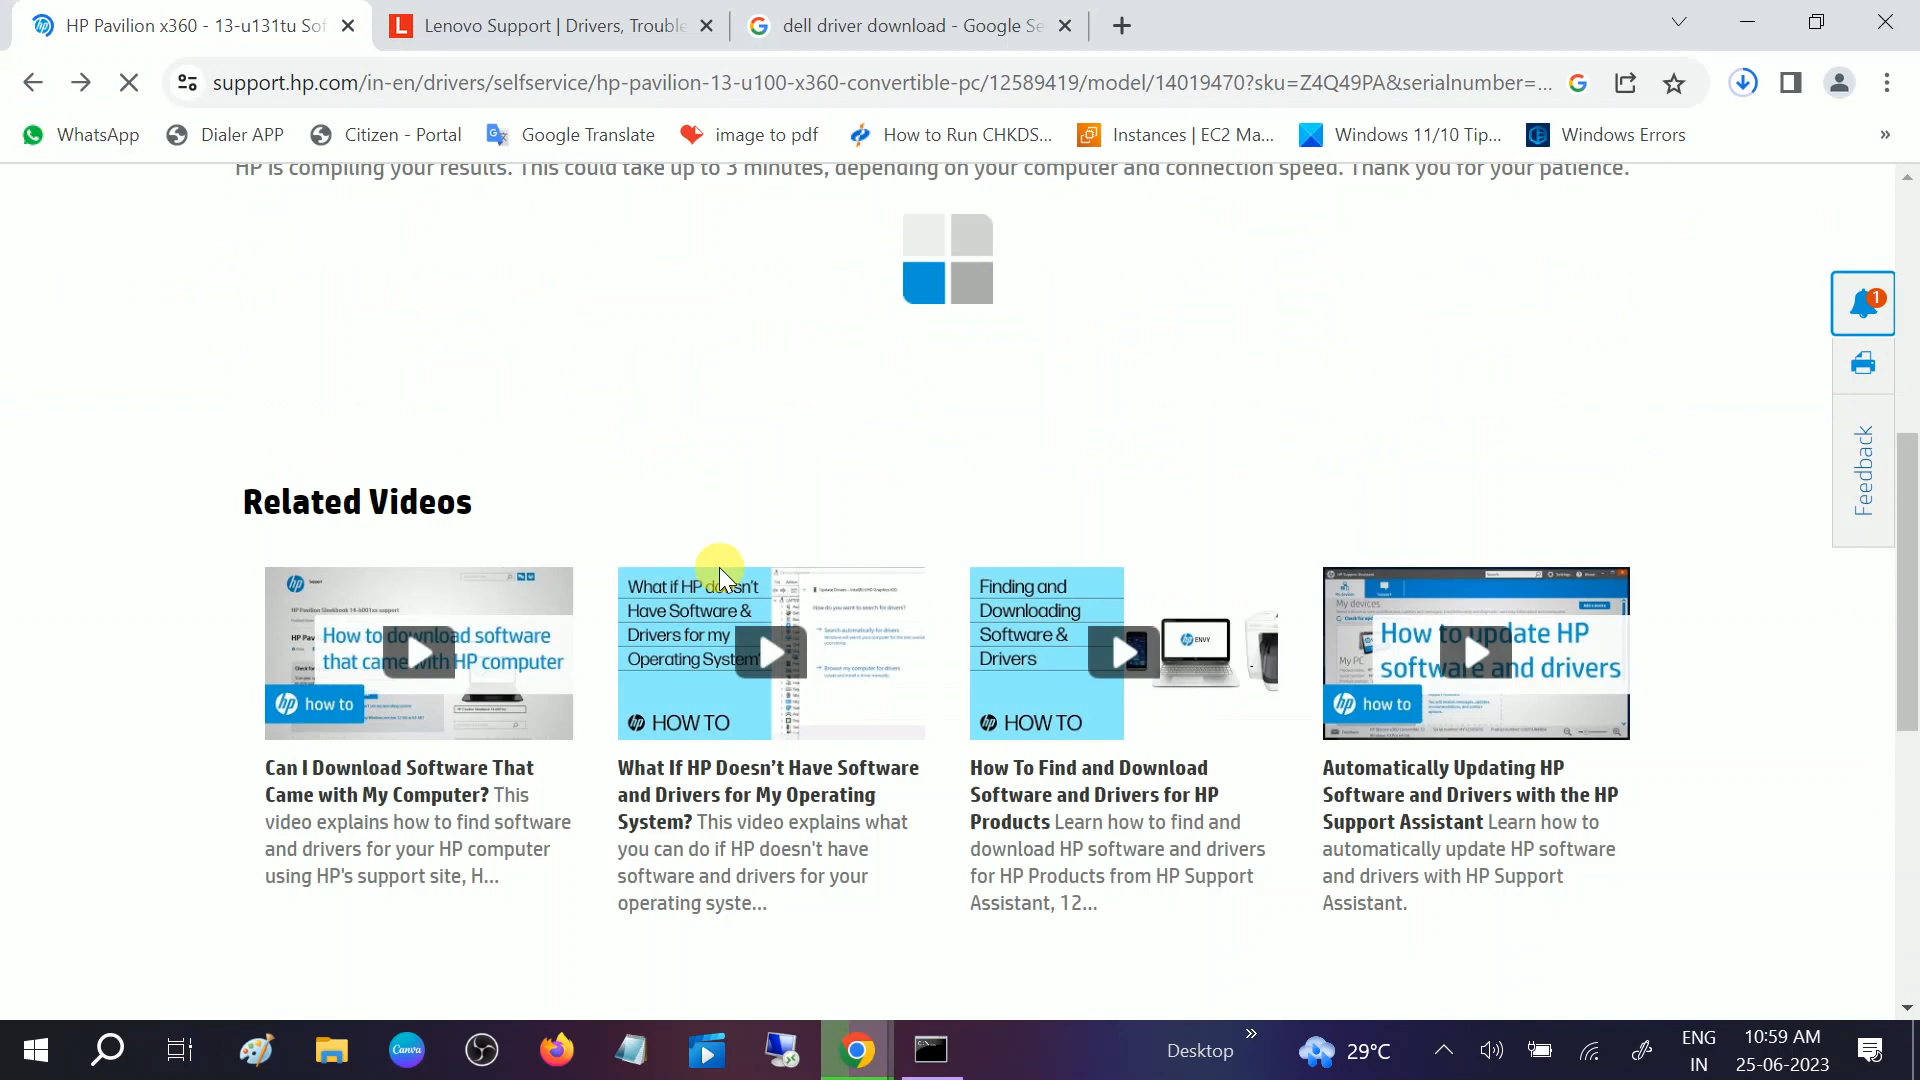 HP Pavilion x360 - 13-u131tu Sof
Lenovo Support | Drivers, Trouble
dell driver download - Google Se
support.hp.com/in-en/drivers/selfservice/hp-pavilion-13-u100-x360-convertible-pc/12589419/model/14019470?sku=Z4Q49PA&serialnumber=...
WhatsApp
Dialer APP
Citizen - Portal
Google Translate
image to pdf
How to Run CHKDS...
Instances | EC2 Ma...
Windows 11/10 Tip...
Windows Errors
HP is compiling your results. This could take up to 3 minutes, depending on your computer and connection speed. Thank you for your patience.
1
Feedback
Related Videos
How to download software
that came with HP computer
hp how to
What if HP doesn't
Have Software &
Drivers for my
Operating System
HOW TO
Finding and
Downloading
Software &
Drivers
HOW TO
ENVY
My devices
My PC
How to update HP
software and drivers
hp how to
Can I Download Software That
Came with My Computer? This
video explains how to find software
and drivers for your HP computer
using HP's support site, H...
What If HP Doesn’t Have Software
and Drivers for My Operating
System? This video explains what
you can do if HP doesn't have
software and drivers for your
operating syste...
How To Find and Download
Software and Drivers for HP
Products Learn how to find and
download HP software and drivers
for HP Products from HP Support
Assistant, 12...
Automatically Updating HP
Software and Drivers with the HP
Support Assistant Learn how to
automatically update HP software
and drivers with HP Support
Assistant.
Canva
Desktop
29°C
ENG
IN
10:59 AM
25-06-2023